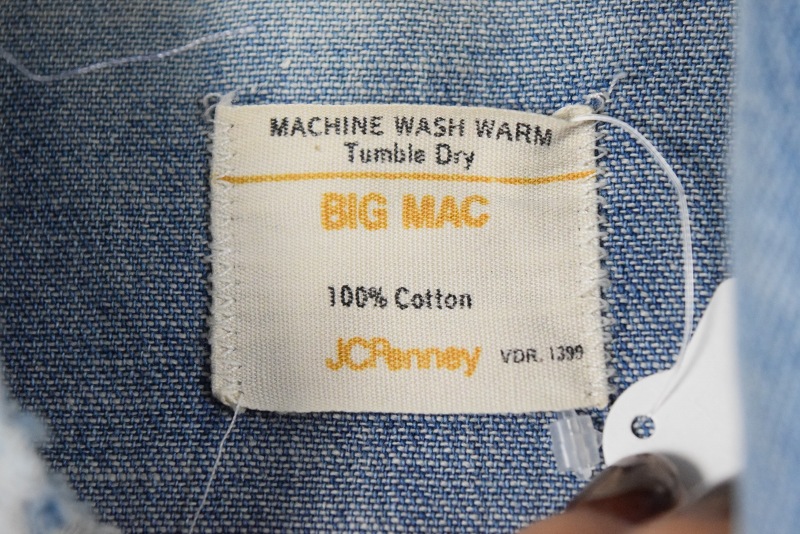 MACHINE WASH WARM
Tumble Dry
BIG MAC
100% Cotton
JCPenney VDR. 1399